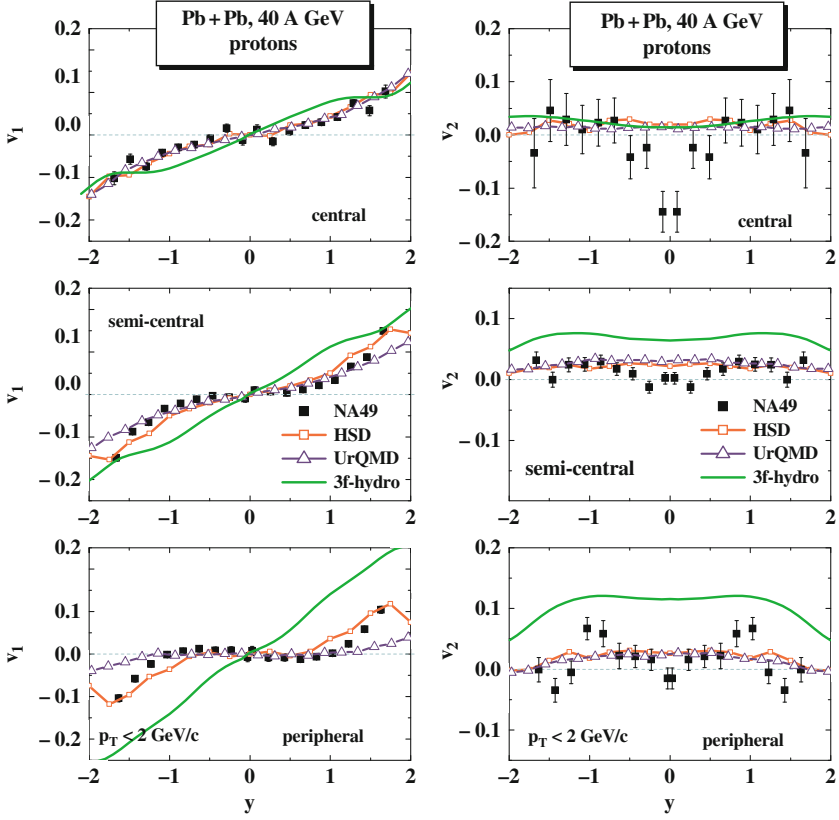 Pb + Pb, 40 A GeV
protons
Pb + Pb, 40 A GeV
protons
0.2
0.1
0.0
− 0.1
− 0.2
v1
central
−2 −1 0 1 2
0.2
0.1
0.0
− 0.1
− 0.2
v2
central
−2 −1 0 1 2
0.2
0.1
0.0
− 0.1
− 0.2
v1
semi-central
NA49
HSD
UrQMD
3f-hydro
−2 −1 0 1 2
0.1
0.0
− 0.1
v2
NA49
HSD
UrQMD
3f-hydro
semi-central
−2 −1 0 1 2
0.2
0.1
0.0
− 0.1
− 0.2
v1
pT < 2 GeV/c
peripheral
−2 −1 0 1 2
y
0.2
0.1
0.0
− 0.1
v2
pT < 2 GeV/c
peripheral
−2 −1 0 1 2
y